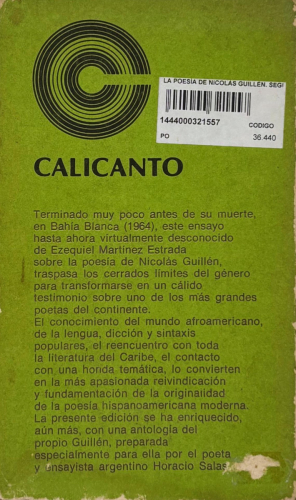 LA POESÍA DE NICOLÁS GUILLÉN. SEGI
1444000321557
CODIGO
PO
36.440
CALICANTO
Terminado muy poco antes de su muerte,
en Bahía Blanca (1964), este ensayo
hasta ahora virtualmente desconocido
de Ezequiel Martínez Estrada
sobre la poesía de Nicolás Guillén,
traspasa los cerrados límites del género
para transformarse en un cálido
testimonio sobre uno de los más grandes
poetas del continente.
El conocimiento del mundo afroamericano,
de la lengua, dicción y sintaxis
populares, el reencuentro con toda
la literatura del Caribe, el contacto
con una honda temática, lo convierten
en la más apasionada reivindicación
y fundamentación de la originalidad
de la poesía hispanoamericana moderna.
La presente edición se ha enriquecido,
aún más, con una antología del
propio Guillén, preparada
especialmente para ella por el poeta
y ensayista argentino Horacio Salas.